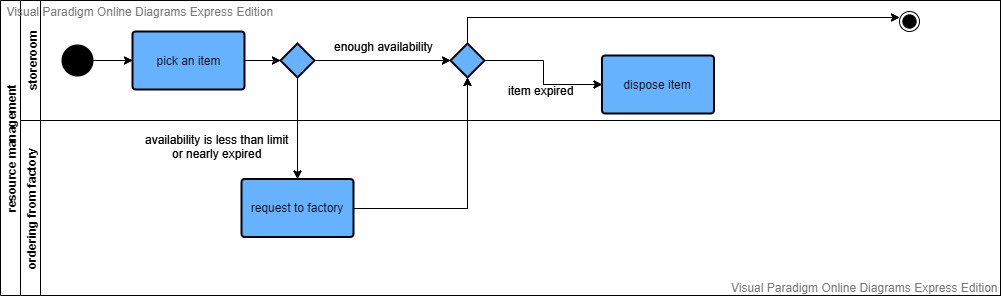 Visual Paradigm Online Diagrams Express Edition
resource management
storeroom
pick an item
enough availability
item expired
dispose item
ordering from factory
availability is less than limit
or nearly expired
request to factory
Visual Paradigm Online Diagrams Express Edition